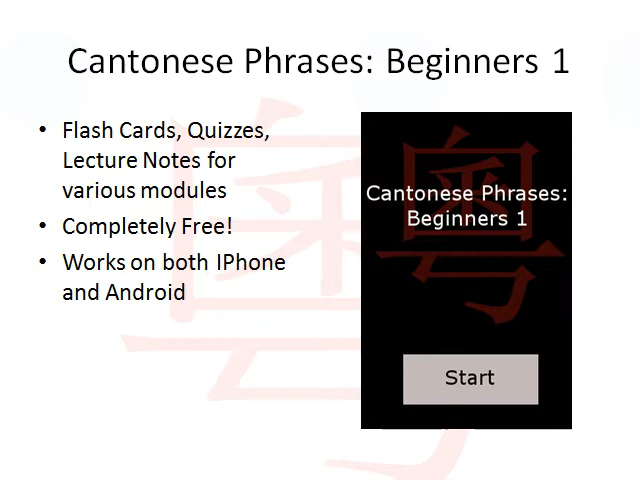 Cantonese Phrases: Beginners 1
• Flash Cards, Quizzes,
Lecture Notes for
various modules
• Completely Free!
• Works on both IPhone
and Android
粵
粵
Cantonese Phrases:
Beginners 1
Start